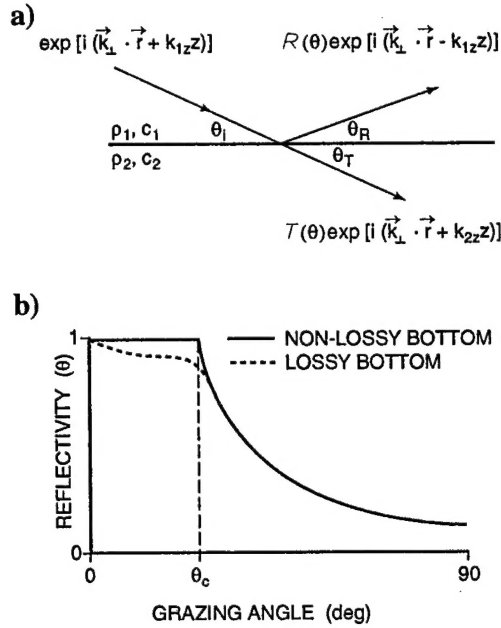 a)
exp [i (k⃗⊥ · r⃗ + k1zz)]
R(θ)exp [i (k⃗⊥ · r⃗ - k1zz)]
ρ1, c1
θi
θR
ρ2, c2
θT
T(θ)exp [i (k⃗⊥ · r⃗ + k2zz)]
b)
1
NON-LOSSY BOTTOM
LOSSY BOTTOM
REFLECTIVITY (θ)
0
0
θc
90
GRAZING ANGLE (deg)